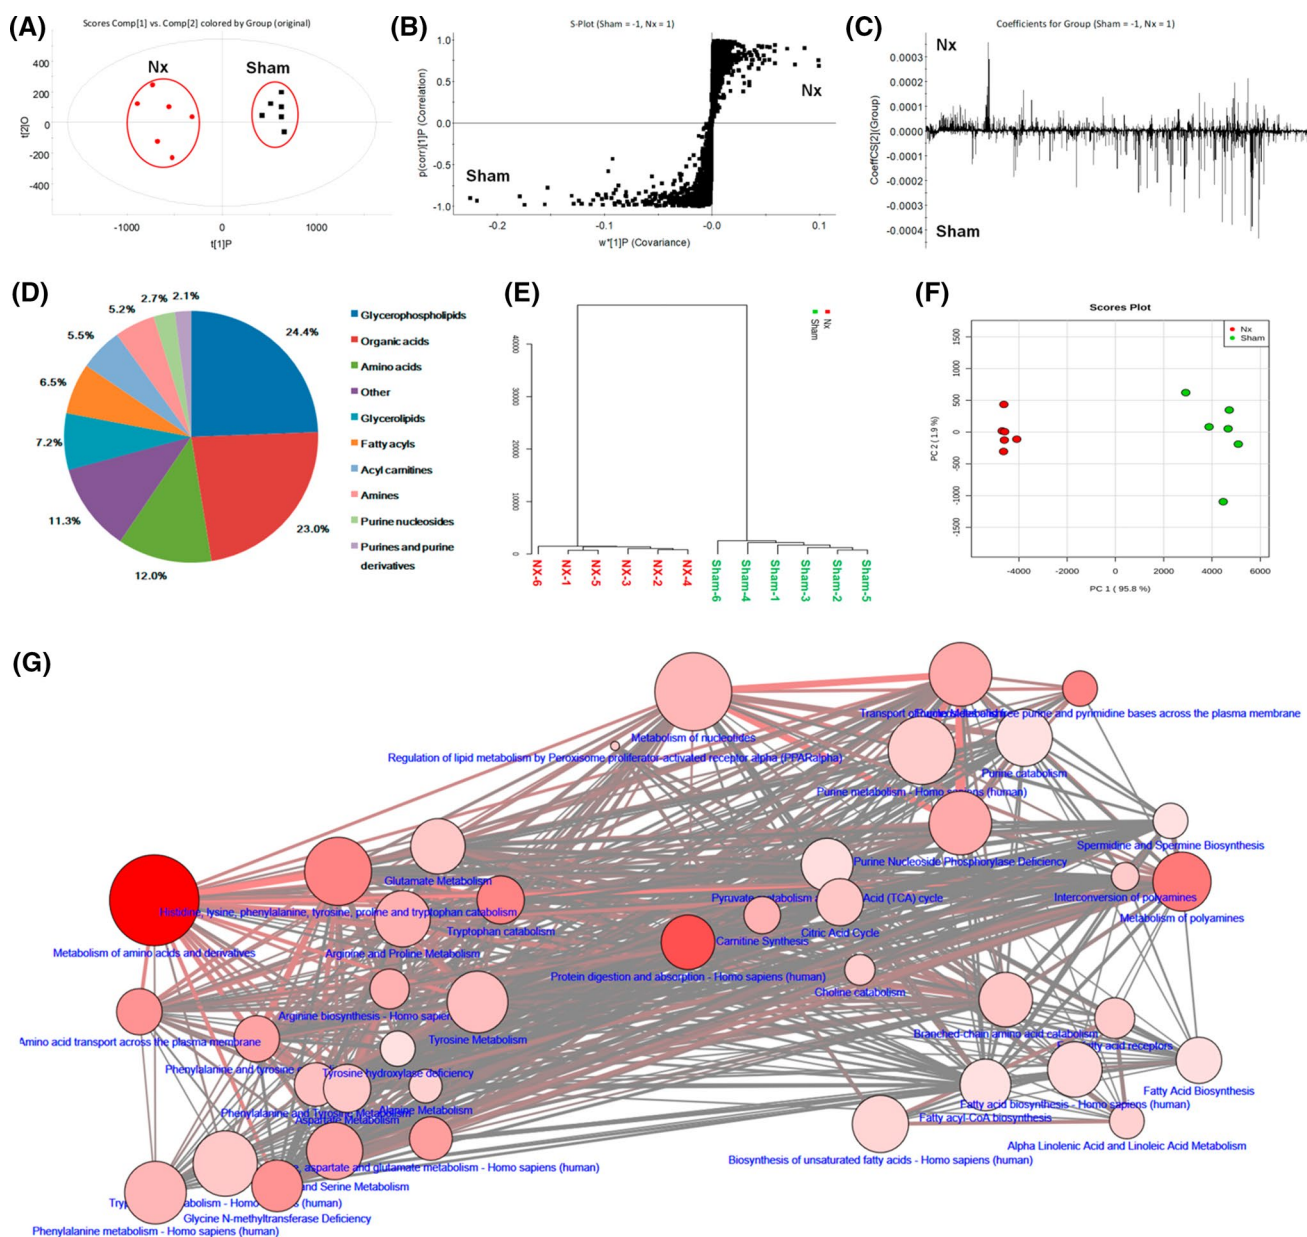 (A)
Scores Comp[1] vs. Comp[2] colored by Group (original)
Nx
Sham
400
200
0
-200
-400
t[2]O
-1000
0
1000
t[1]P
(B)
S-Plot (Sham = -1, Nx = 1)
1.0
0.5
0.0
-0.5
-1.0
p(corr)[1]P (Correlation)
Nx
Sham
-0.2
-0.1
-0.0
0.1
w*[1]P (Covariance)
(C)
Coefficients for Group (Sham = -1, Nx = 1)
Nx
0.0003
0.0002
0.0001
0.0000
-0.0001
-0.0002
-0.0003
-0.0004
CoeffCS[2](Group)
Sham
(D)
24.4%
23.0%
12.0%
11.3%
7.2%
6.5%
5.5%
5.2%
2.7%
2.1%
Glycerophospholipids
Organic acids
Amino acids
Other
Glycerolipids
Fatty acyls
Acyl carnitines
Amines
Purine nucleosides
Purines and purine
derivatives
(E)
Nx
Sham
40000
30000
20000
10000
0
NX-6
NX-1
NX-5
NX-3
NX-2
NX-4
Sham-6
Sham-4
Sham-1
Sham-3
Sham-2
Sham-5
(F)
Scores Plot
Nx
Sham
1500
1000
500
0
-500
-1000
-1500
PC 2 ( 1.9 %)
-4000
-2000
0
2000
4000
6000
PC 1 ( 95.8 %)
(G)
Metabolism of nucleotides
Transport of free purine and pyrimidine bases across the plasma membrane
Regulation of lipid metabolism by Peroxisome proliferator-activated receptor alpha (PPARalpha)
Purine catabolism
Purine metabolism - Homo sapiens (human)
Spermidine and Spermine Biosynthesis
Purine Nucleoside Phosphorylase Deficiency
Glutamate Metabolism
Pyruvate metabolism a Acid (TCA) cycle
Interconversion of polyamines
Histidine, lysine, phenylalanine, tyrosine, proline and tryptophan catabolism
Metabolism of polyamines
Tryptophan catabolism
Citric Acid Cycle
Carnitine Synthesis
Metabolism of amino acids and derivatives
Arginine and Proline Metabolism
Protein digestion and absorption - Homo sapiens (human)
Choline catabolism
Arginine biosynthesis - Homo sapien
Branched-chain amino acid catabolism
Tyrosine Metabolism
Amino acid transport across the plasma membrane
fatty acid receptors
Phenylalanine and tyrosine
Tyrosine hydroxylase deficiency
Fatty Acid Biosynthesis
Fatty acid biosynthesis - Homo sapiens (human)
Phenylalanine and Tyrosine Metabolism
Alanine Metabolism
Aspartate Metabolism
Fatty acyl-CoA biosynthesis
Alpha Linolenic Acid and Linoleic Acid Metabolism
Biosynthesis of unsaturated fatty acids - Homo sapiens (human)
, aspartate and glutamate metabolism - Homo sapiens (human)
and Serine Metabolism
Tryp abolism - Homo (human)
Glycine N-methyltransferase Deficiency
Phenylalanine metabolism - Homo sapiens (human)